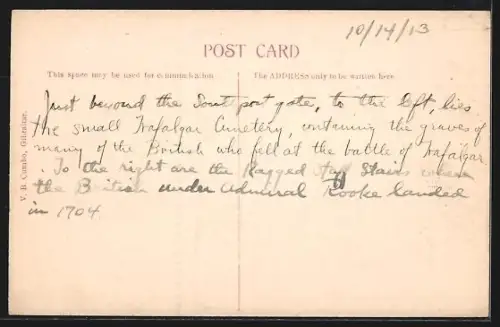 10/14/13
POST CARD
This space may be used for communication
The ADDRESS only to be written here
Just beyond the South port gate, to the left, lies
the small Trafalgar Cemetery, containing the graves of
many of the British who fell at the battle of Trafalgar
. To the right are the Ragged Staff Stairs where
the British under Admiral Rooke landed
in 1704
V. B. Cumbo, Gibraltar.